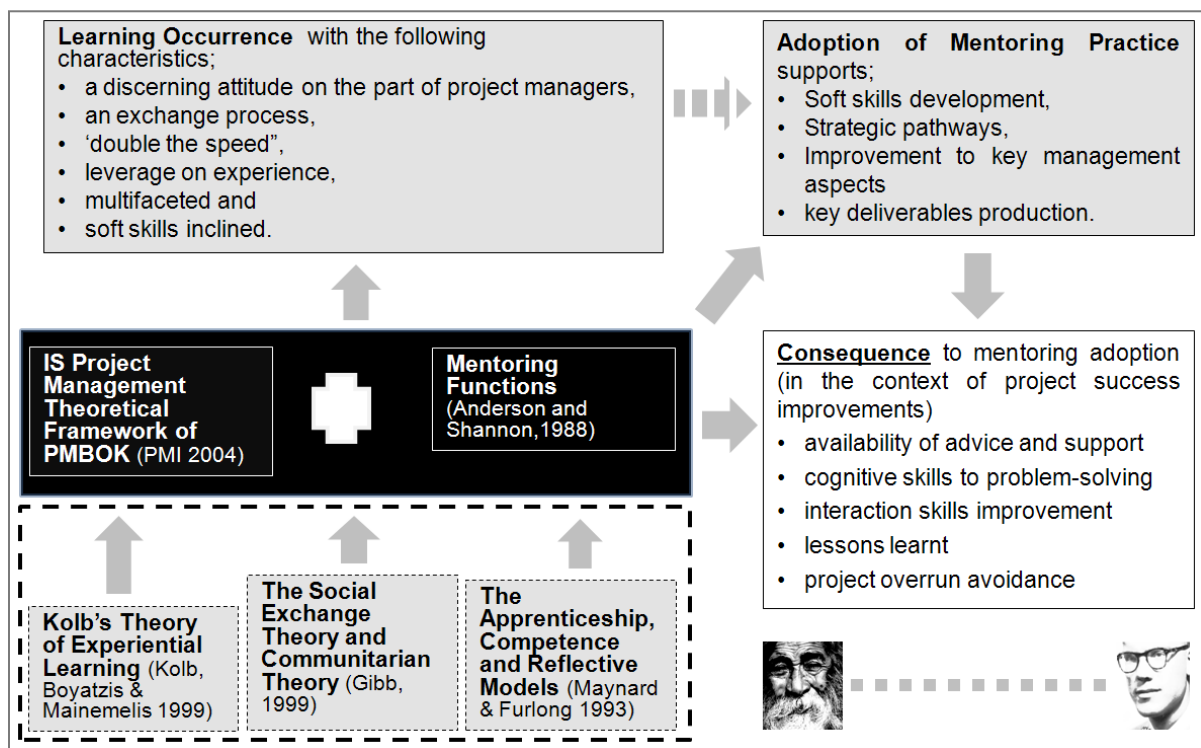 Learning Occurrence with the following
characteristics;
• a discerning attitude on the part of project managers,
• an exchange process,
• ‘double the speed”,
• leverage on experience,
• multifaceted and
• soft skills inclined.
Adoption of Mentoring Practice
supports;
• Soft skills development,
• Strategic pathways,
• Improvement to key management
aspects
• key deliverables production.
IS Project
Management
Theoretical
Framework of
PMBOK (PMI 2004)
Mentoring
Functions
(Anderson and
Shannon,1988)
Consequence to mentoring adoption
(in the context of project success
improvements)
• availability of advice and support
• cognitive skills to problem-solving
• interaction skills improvement
• lessons learnt
• project overrun avoidance
Kolb’s Theory
of Experiential
Learning (Kolb,
Boyatzis &
Mainemelis 1999)
The Social
Exchange
Theory and
Communitarian
Theory (Gibb,
1999)
The
Apprenticeship,
Competence
and Reflective
Models (Maynard
& Furlong 1993)